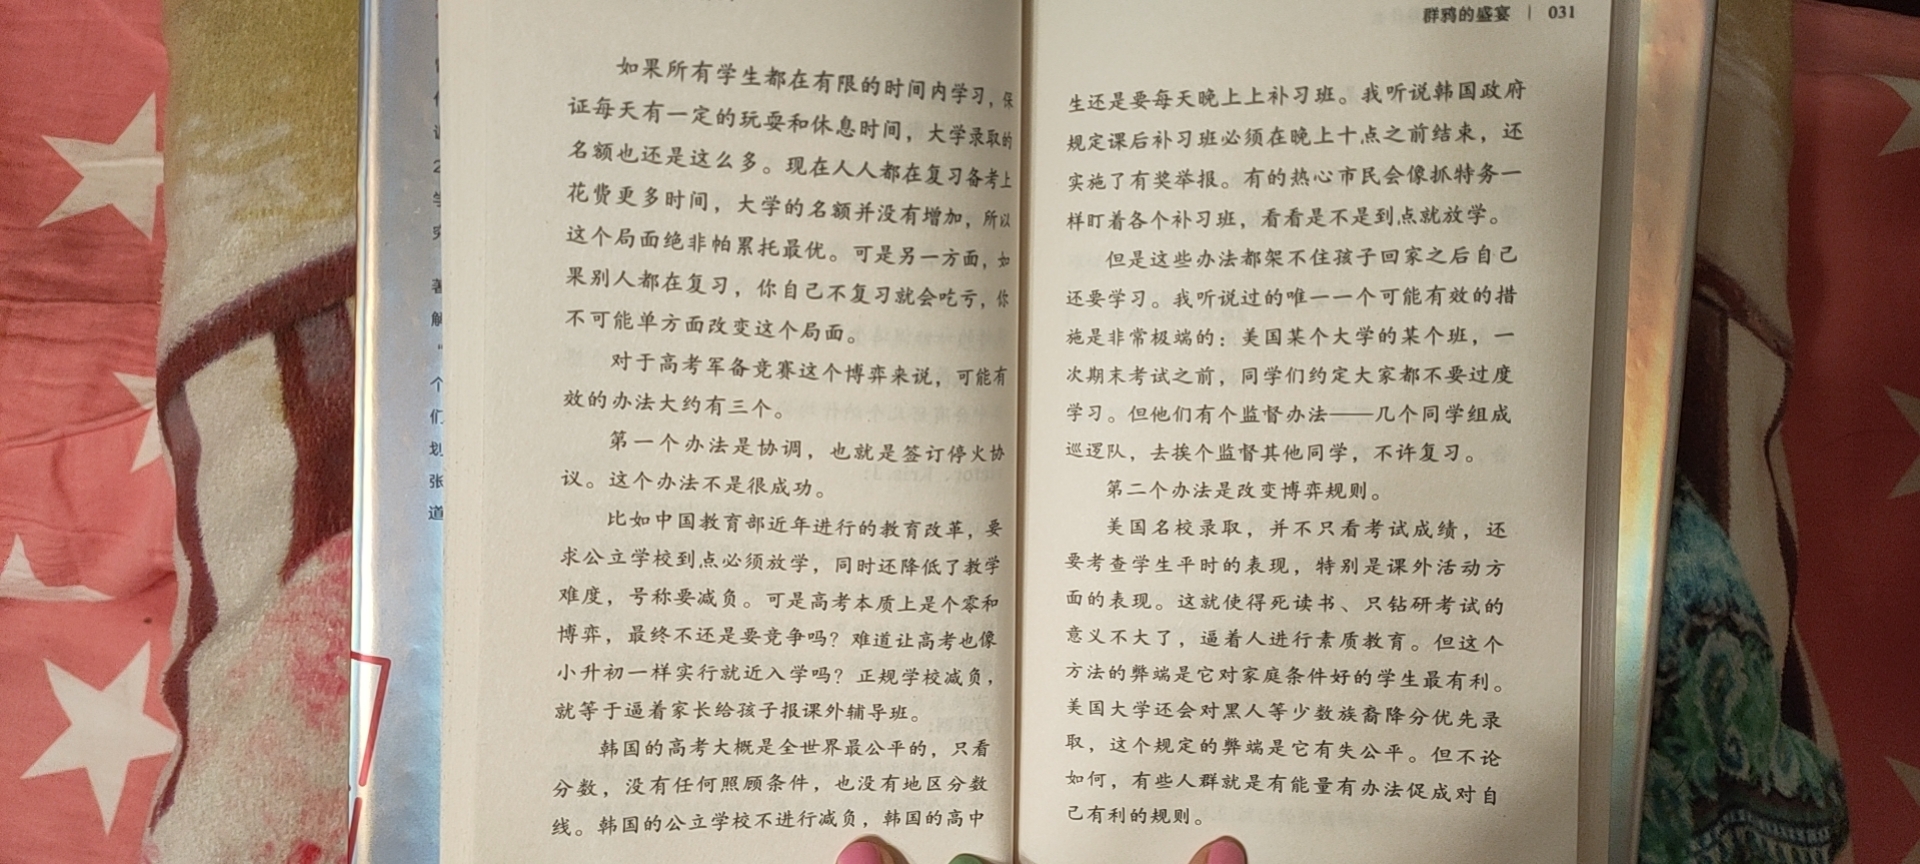 如果所有学生都在有限的时间内学习，保
证每天有一定的玩耍和休息时间，大学录取的
名额也还是这么多。现在人人都在复习备考上
花费更多时间，大学的名额并没有增加，所以
这个局面绝非帕累托最优。可是另一方面，如
果别人都在复习，你自己不复习就会吃亏，你
不可能单方面改变这个局面。
对于高考军备竞赛这个博弈来说，可能有
效的办法大约有三个。
第一个办法是协调，也就是签订停火协
议。这个办法不是很成功。
比如中国教育部近年进行的教育改革，要
求公立学校到点必须放学，同时还降低了教学
难度，号称要减负。可是高考本质上是个零和
博弈，最终不还是要竞争吗？难道让高考也像
小升初一样实行就近入学吗？正规学校减负，
就等于逼着家长给孩子报课外辅导班。
韩国的高考大概是全世界最公平的，只看
分数，没有任何照顾条件，也没有地区分数
线。韩国的公立学校不进行减负，韩国的高中
群鸦的盛宴 | 031
生还是要每天晚上上补习班。我听说韩国政府
规定课后补习班必须在晚上十点之前结束，还
实施了有奖举报。有的热心市民会像抓特务一
样盯着各个补习班，看看是不是到点就放学。
但是这些办法都架不住孩子回家之后自己
还要学习。我听说过的唯一一个可能有效的措
施是非常极端的：美国某个大学的某个班，一
次期末考试之前，同学们约定大家都不要过度
学习。但他们有个监督办法——几个同学组成
巡逻队，去挨个监督其他同学，不许复习。
第二个办法是改变博弈规则。
美国名校录取，并不只看考试成绩，还
要考查学生平时的表现，特别是课外活动方
面的表现。这就使得死读书、只钻研考试的
意义不大了，逼着人进行素质教育。但这个
方法的弊端是它对家庭条件好的学生最有利。
美国大学还会对黑人等少数族裔降分优先录
取，这个规定的弊端是它有失公平。但不论
如何，有些人群就是有能量有办法促成对自
己有利的规则。
个
们
划
张
道